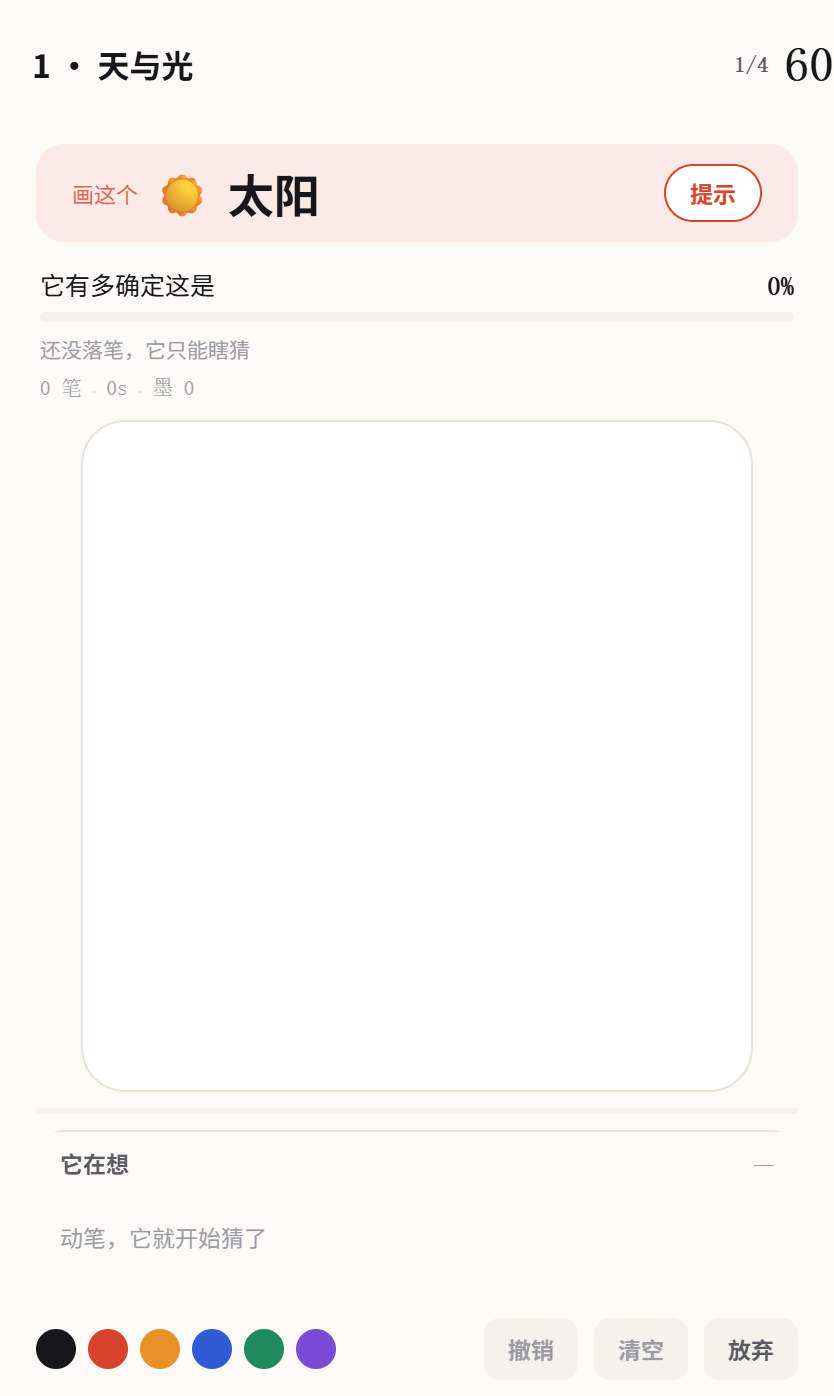 1 · 天与光
1/4 60
画这个 太阳 提示
它有多确定这是 0%
还没落笔，它只能瞎猜
0 笔 · 0s · 墨 0
它在想 —
动笔，它就开始猜了
撤销 清空 放弃